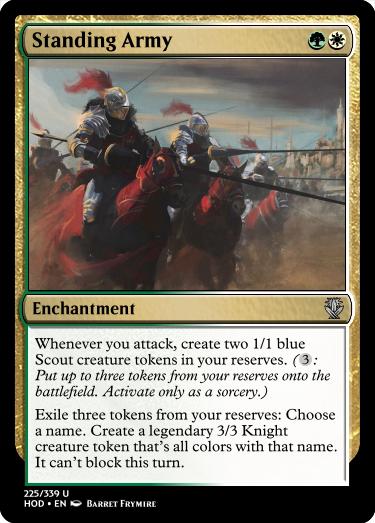 Standing Army
Enchantment
Whenever you attack, create two 1/1 blue
Scout creature tokens in your reserves. (3:
Put up to three tokens from your reserves onto the
battlefield. Activate only as a sorcery.)
Exile three tokens from your reserves: Choose
a name. Create a legendary 3/3 Knight
creature token that's all colors with that name.
It can't block this turn.
225/339 U
HOD • EN Barret Frymire